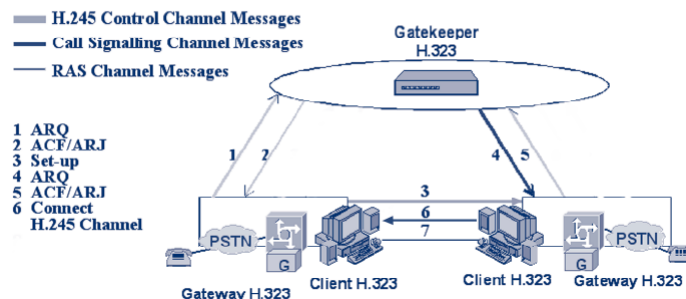 H.245 Control Channel Messages
Call Signalling Channel Messages
RAS Channel Messages
Gatekeeper
H.323
1 ARQ
2 ACF/ARJ
3 Set-up
4 ARQ
5 ACF/ARJ
6 Connect
H.245 Channel
1
2
4
5
3
6
7
PSTN
G
Client H.323
Gateway H.323
Client H.323
G
PSTN
Gateway H.323